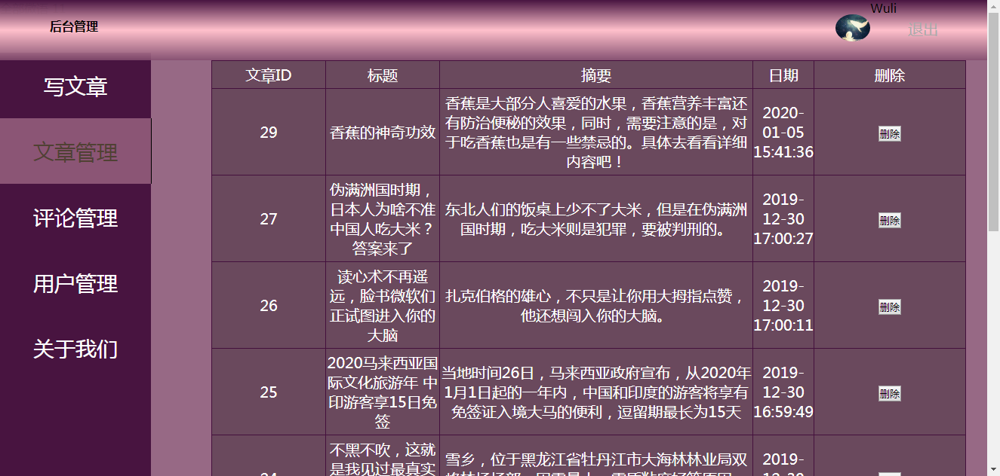 后台管理
Wuli
退出
写文章
文章管理
评论管理
用户管理
关于我们
文章ID 标题 摘要 日期 删除
29
香蕉的神奇功效
香蕉是大部分人喜爱的水果，香蕉营养丰富还
有防治便秘的效果，同时，需要注意的是，对
于吃香蕉也是有一些禁忌的。具体去看看详细
内容吧！
2020-
01-05
15:41:36
删除
27
伪满洲国时期，
日本人为啥不准
中国人吃大米？
答案来了
东北人们的饭桌上少不了大米，但是在伪满洲
国时期，吃大米则是犯罪，要被判刑的。
2019-
12-30
17:00:27
删除
26
读心术不再遥
远，脸书微软们
正试图进入你的
大脑
扎克伯格的雄心，不只是让你用大拇指点赞，
他还想闯入你的大脑。
2019-
12-30
17:00:11
删除
25
2020马来西亚国
际文化旅游年 中
印游客享15日免
签
当地时间26日，马来西亚政府宣布，从2020年
1月1日起的一年内，中国和印度的游客将享有
免签证入境大马的便利，逗留期最长为15天
2019-
12-30
16:59:49
删除
不黑不吹，这就
是我见过最真实
雪乡，位于黑龙江省牡丹江市大海林林业局双
2019-
12-30